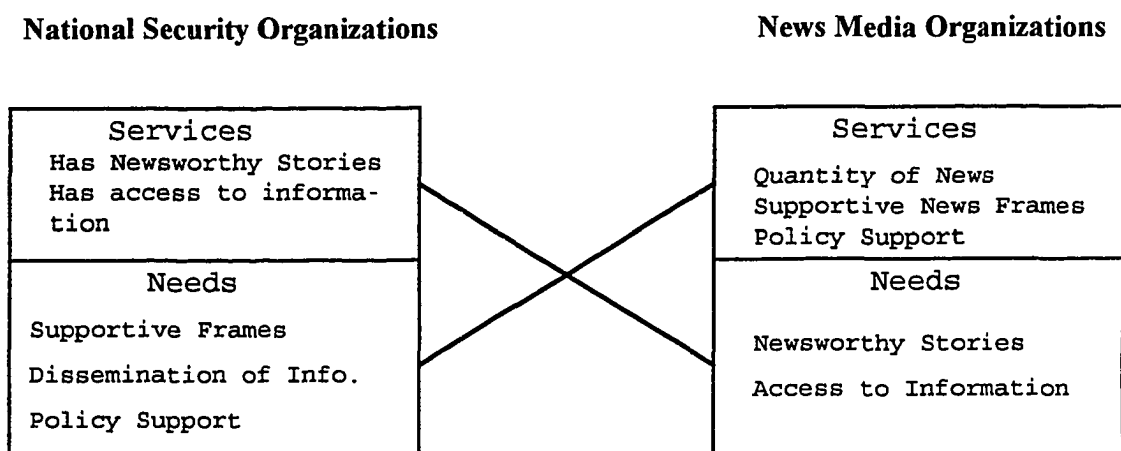 National Security Organizations
News Media Organizations
Services
Has Newsworthy Stories
Has access to informa-
tion
Needs
Supportive Frames
Dissemination of Info.
Policy Support
Services
Quantity of News
Supportive News Frames
Policy Support
Needs
Newsworthy Stories
Access to Information